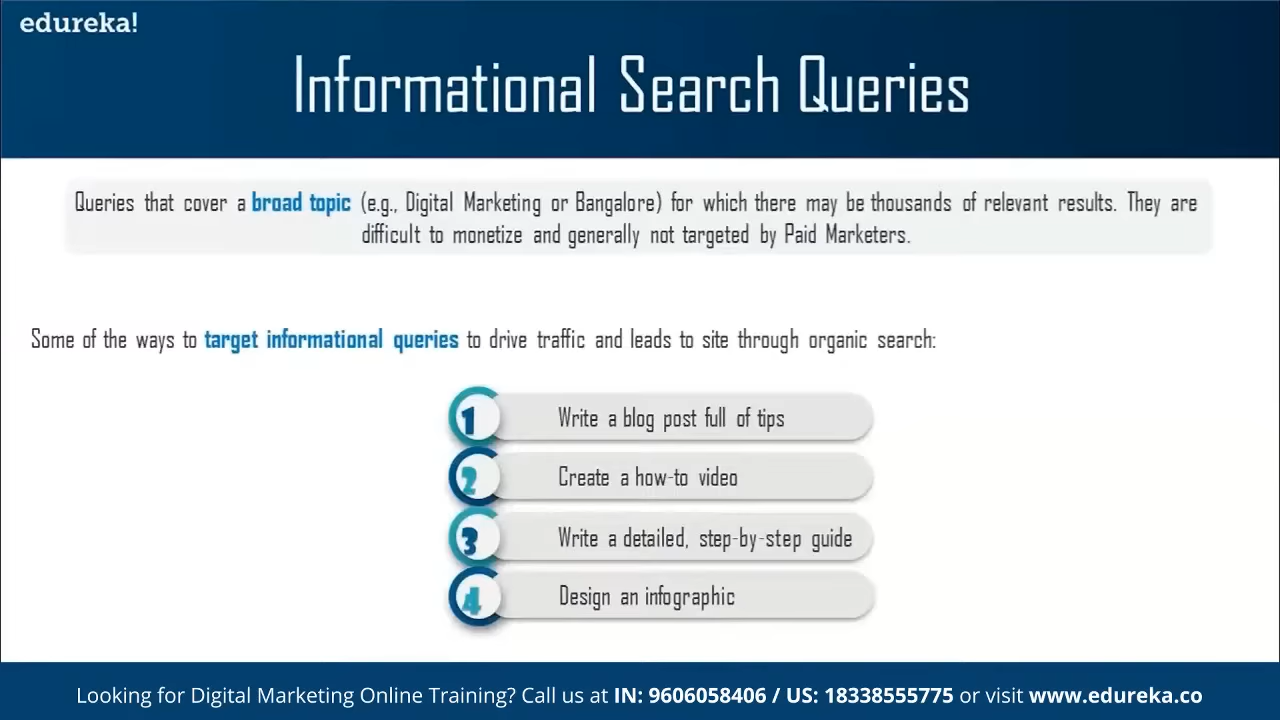 edureka!
Informational Search Queries
Queries that cover a broad topic (e.g., Digital Marketing or Bangalore) for which there may be thousands of relevant results. They are
difficult to monetize and generally not targeted by Paid Marketers.
Some of the ways to target informational queries to drive traffic and leads to site through organic search:
1 Write a blog post full of tips
2 Create a how-to video
3 Write a detailed, step-by-step guide
4 Design an infographic
Looking for Digital Marketing Online Training? Call us at IN: 9606058406 / US: 18338555775 or visit www.edureka.co